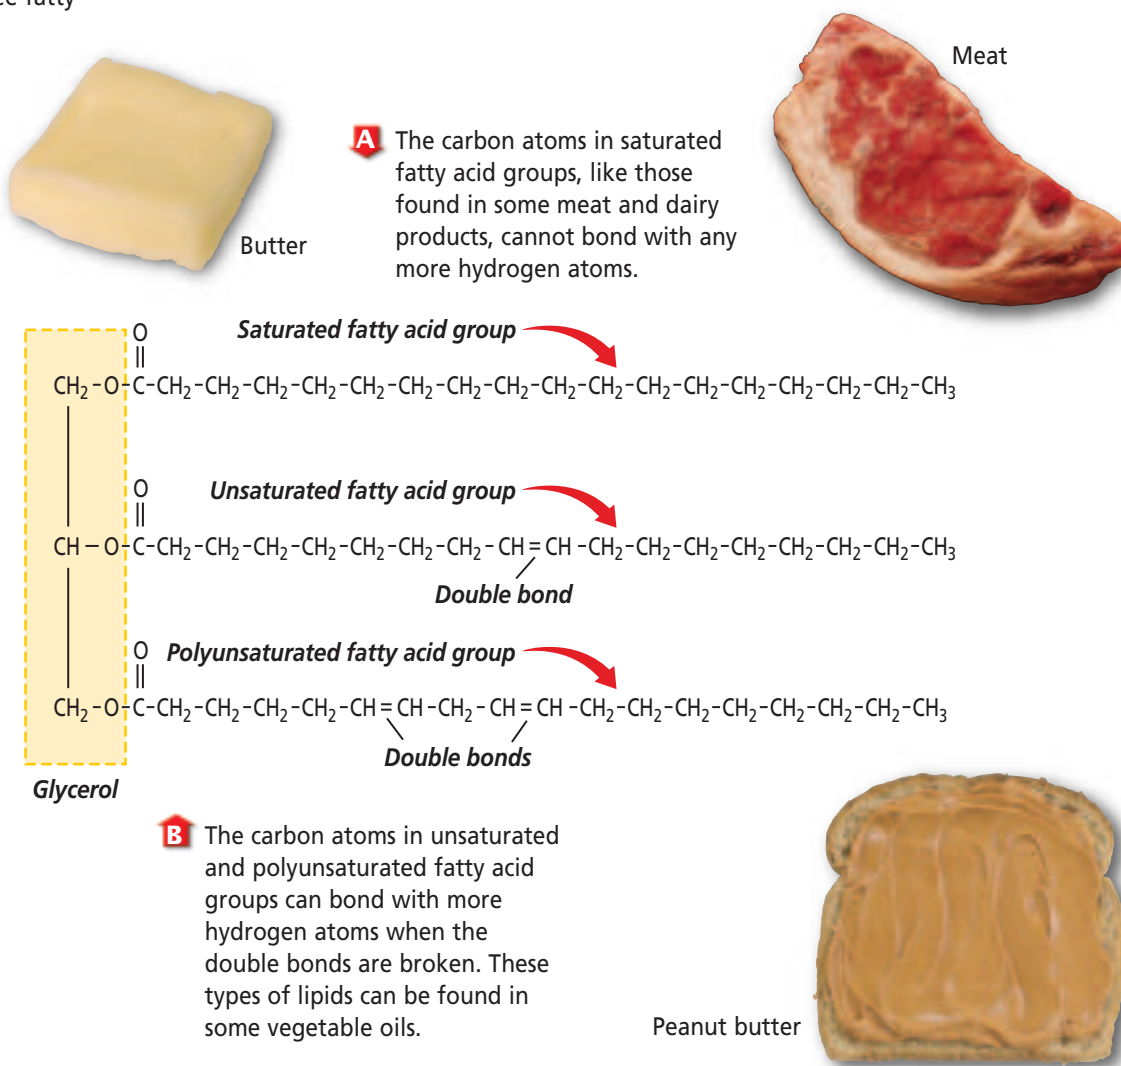 ee fatty
Meat
Butter
A The carbon atoms in saturated
fatty acid groups, like those
found in some meat and dairy
products, cannot bond with any
more hydrogen atoms.
Saturated fatty acid group
O
CH₂-O-C-CH₂-CH₂-CH₂-CH₂-CH₂-CH₂-CH₂-CH₂-CH₂-CH₂-CH₂-CH₂-CH₂-CH₂-CH₂-CH₂-CH₃
Unsaturated fatty acid group
O
CH-O-C-CH₂-CH₂-CH₂-CH₂-CH₂-CH₂-CH₂-CH=CH-CH₂-CH₂-CH₂-CH₂-CH₂-CH₂-CH₂-CH₃
Double bond
O
Polyunsaturated fatty acid group
CH₂-O-C-CH₂-CH₂-CH₂-CH₂-CH=CH-CH₂-CH=CH-CH₂-CH₂-CH₂-CH₂-CH₂-CH₂-CH₂-CH₃
Double bonds
Glycerol
B The carbon atoms in unsaturated
and polyunsaturated fatty acid
groups can bond with more
hydrogen atoms when the
double bonds are broken. These
types of lipids can be found in
some vegetable oils.
Peanut butter